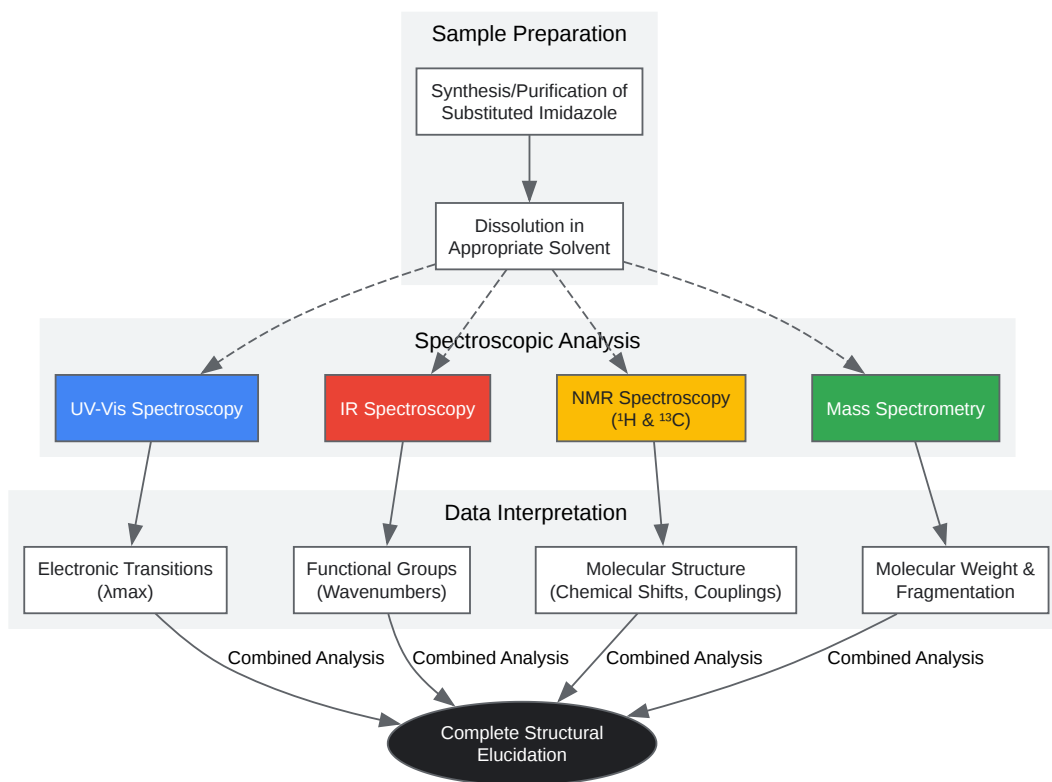 Sample Preparation
Synthesis/Purification of
Substituted Imidazole
Dissolution in
Appropriate Solvent
Spectroscopic Analysis
UV-Vis Spectroscopy
IR Spectroscopy
NMR Spectroscopy
(¹H & ¹³C)
Mass Spectrometry
Data Interpretation
Electronic Transitions
(λmax)
Functional Groups
(Wavenumbers)
Molecular Structure
(Chemical Shifts, Couplings)
Molecular Weight &
Fragmentation
Combined Analysis
Combined Analysis
Combined Analysis
Combined Analysis
Complete Structural
Elucidation